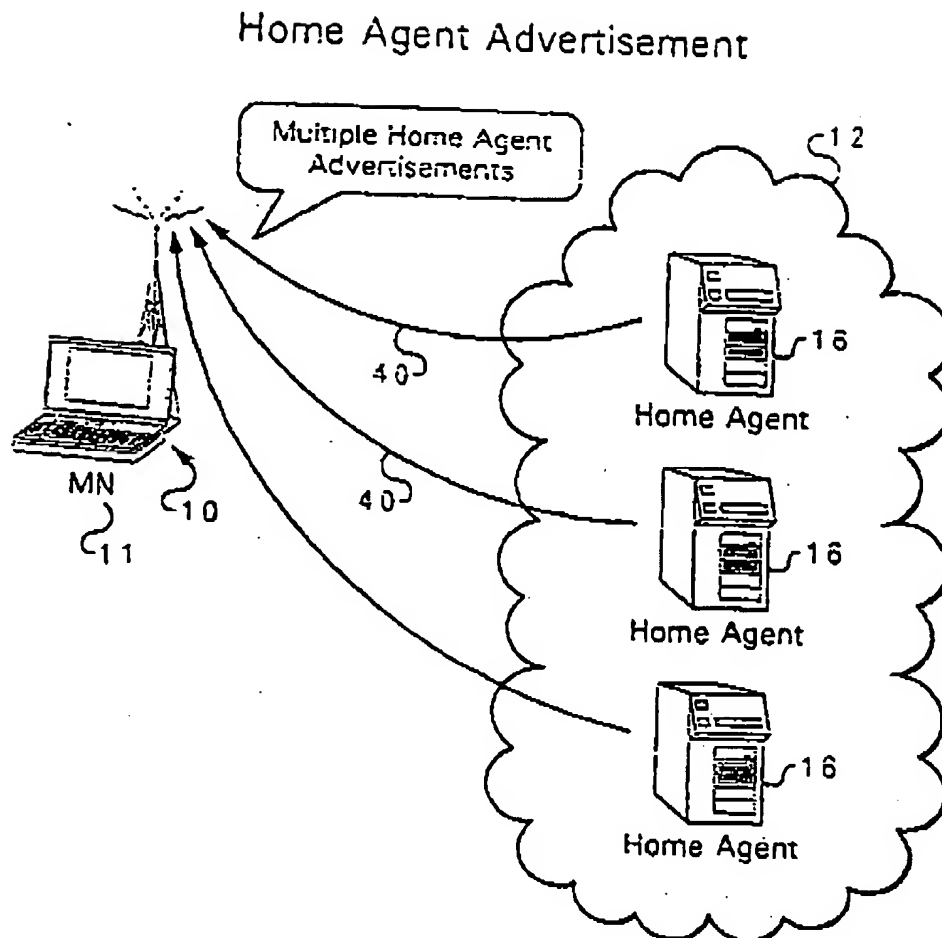 Home Agent Advertisement
Multiple Home Agent
Advertisements
12
16
40
Home Agent
MN
10
40
11
16
Home Agent
16
Home Agent